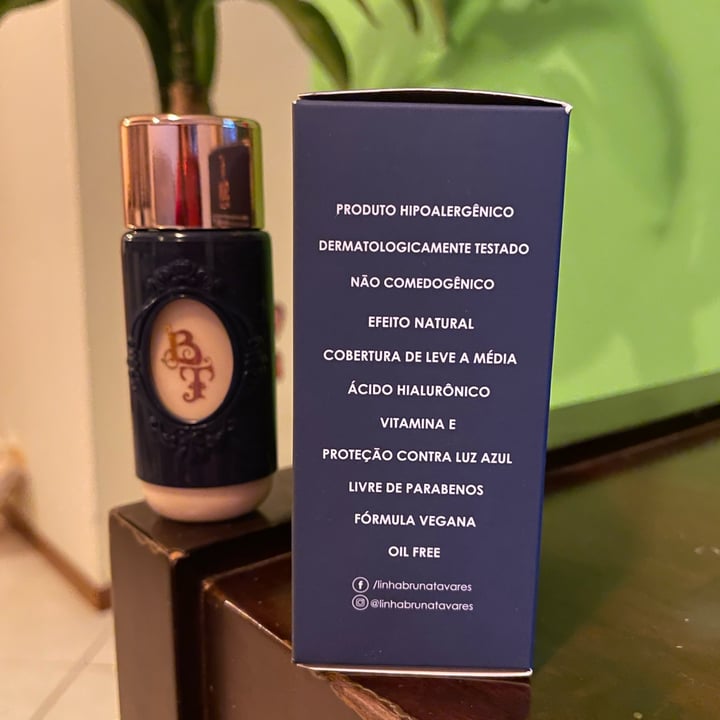 BT
PRODUTO HIPOALERGÊNICO
DERMATOLOGICAMENTE TESTADO
NÃO COMEDOGÊNICO
EFEITO NATURAL
COBERTURA DE LEVE A MÉDIA
ÁCIDO HIALURÔNICO
VITAMINA E
PROTEÇÃO CONTRA LUZ AZUL
LIVRE DE PARABENOS
FÓRMULA VEGANA
OIL FREE
/linhabrunatavares
@linhabrunatavares